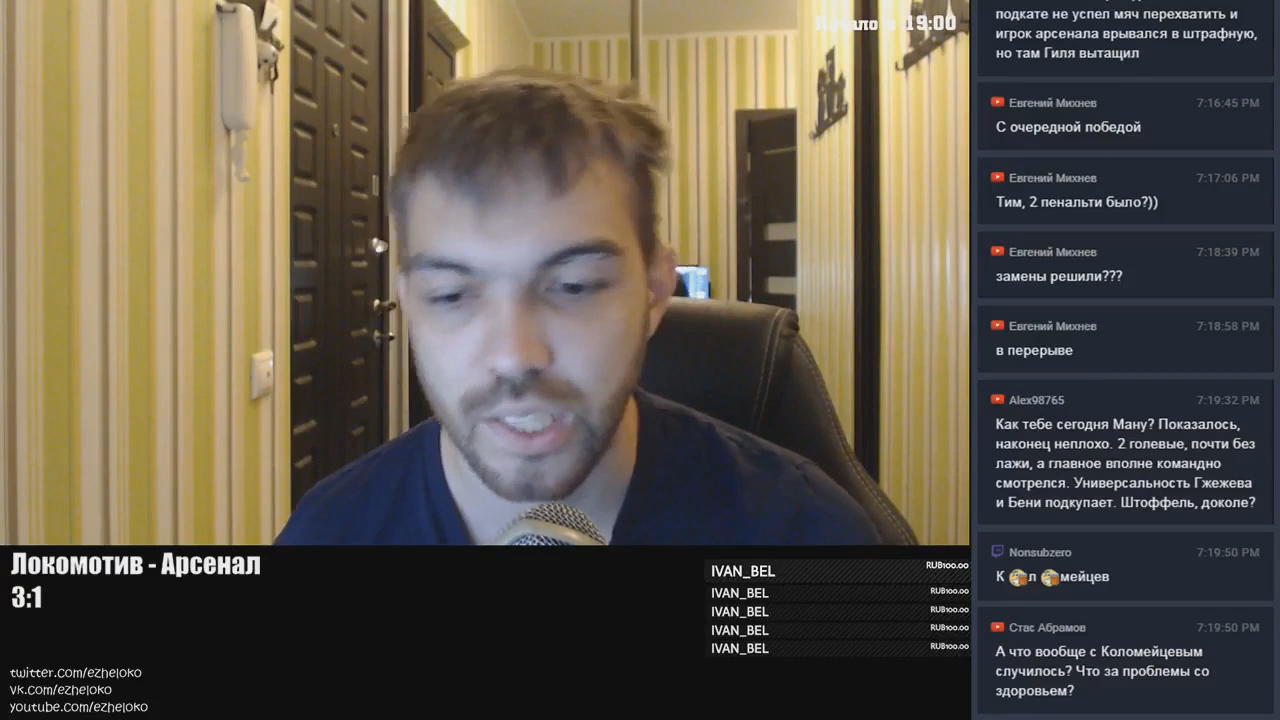 Начало в 19:00
подкате не успел мяч перехватить и
игрок арсенала врывался в штрафную,
но там Гиля вытащил
Евгений Михнев 7:16:45 PM
С очередной победой
Евгений Михнев 7:17:06 PM
Тим, 2 пенальти было?))
Евгений Михнев 7:18:39 PM
замены решили???
Евгений Михнев 7:18:58 PM
в перерыве
Alex98765 7:19:32 PM
Как тебе сегодня Ману? Показалось,
наконец неплохо. 2 голевые, почти без
лажи, а главное вполне командно
смотрелся. Универсальность Гжежева
и Бени подкупает. Штоффель, доколе?
Nonsubzero 7:19:50 PM
К л мейцев
Стас Абрамов 7:19:50 PM
А что вообще с Коломейцевым
случилось? Что за проблемы со
здоровьем?
Локомотив - Арсенал
3:1
IVAN_BEL RUB100.00
IVAN_BEL RUB100.00
IVAN_BEL RUB100.00
IVAN_BEL RUB100.00
IVAN_BEL RUB100.00
twitter.com/ezheloko
vk.com/ezheloko
youtube.com/ezheloko